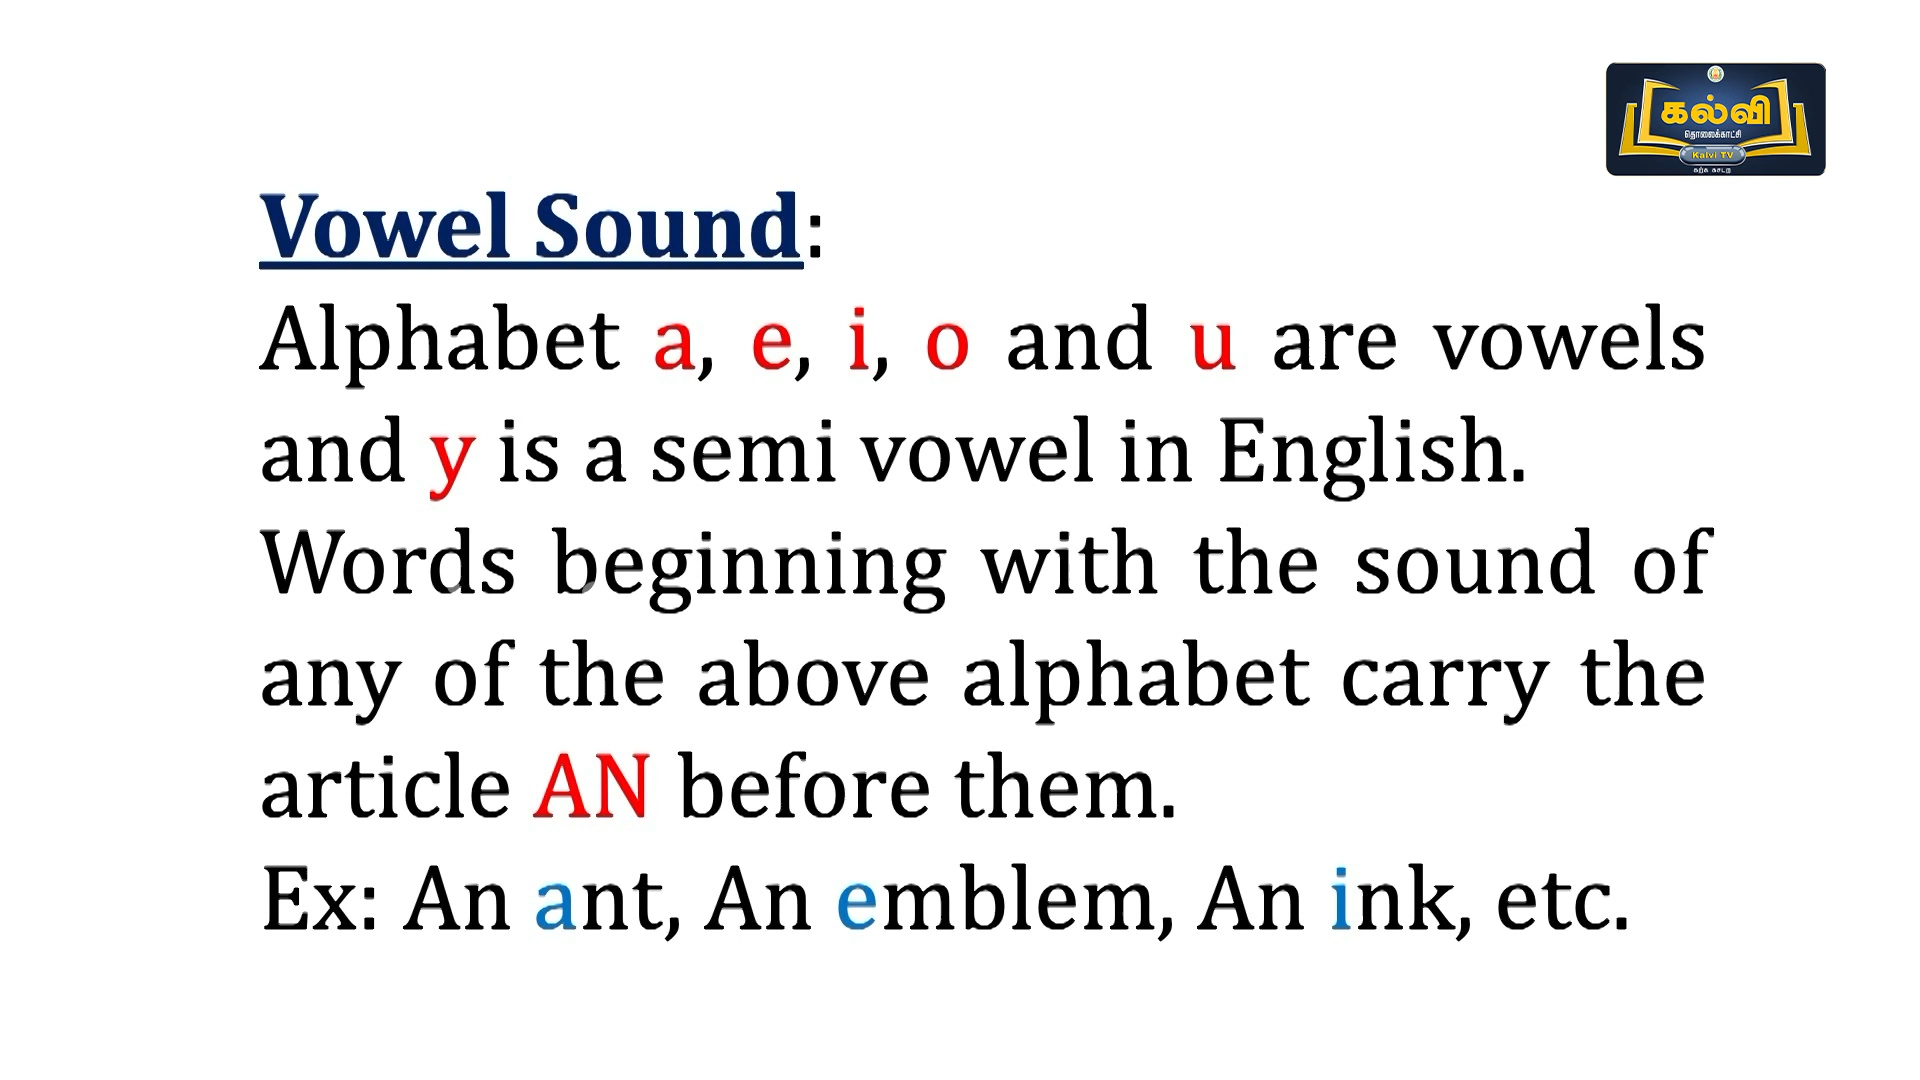 கல்வி
தொலைக்காட்சி
Kalvi TV
Vowel Sound:
Alphabet a, e, i, o and u are vowels
and y is a semi vowel in English.
Words beginning with the sound of
any of the above alphabet carry the
article AN before them.
Ex: An ant, An emblem, An ink, etc.